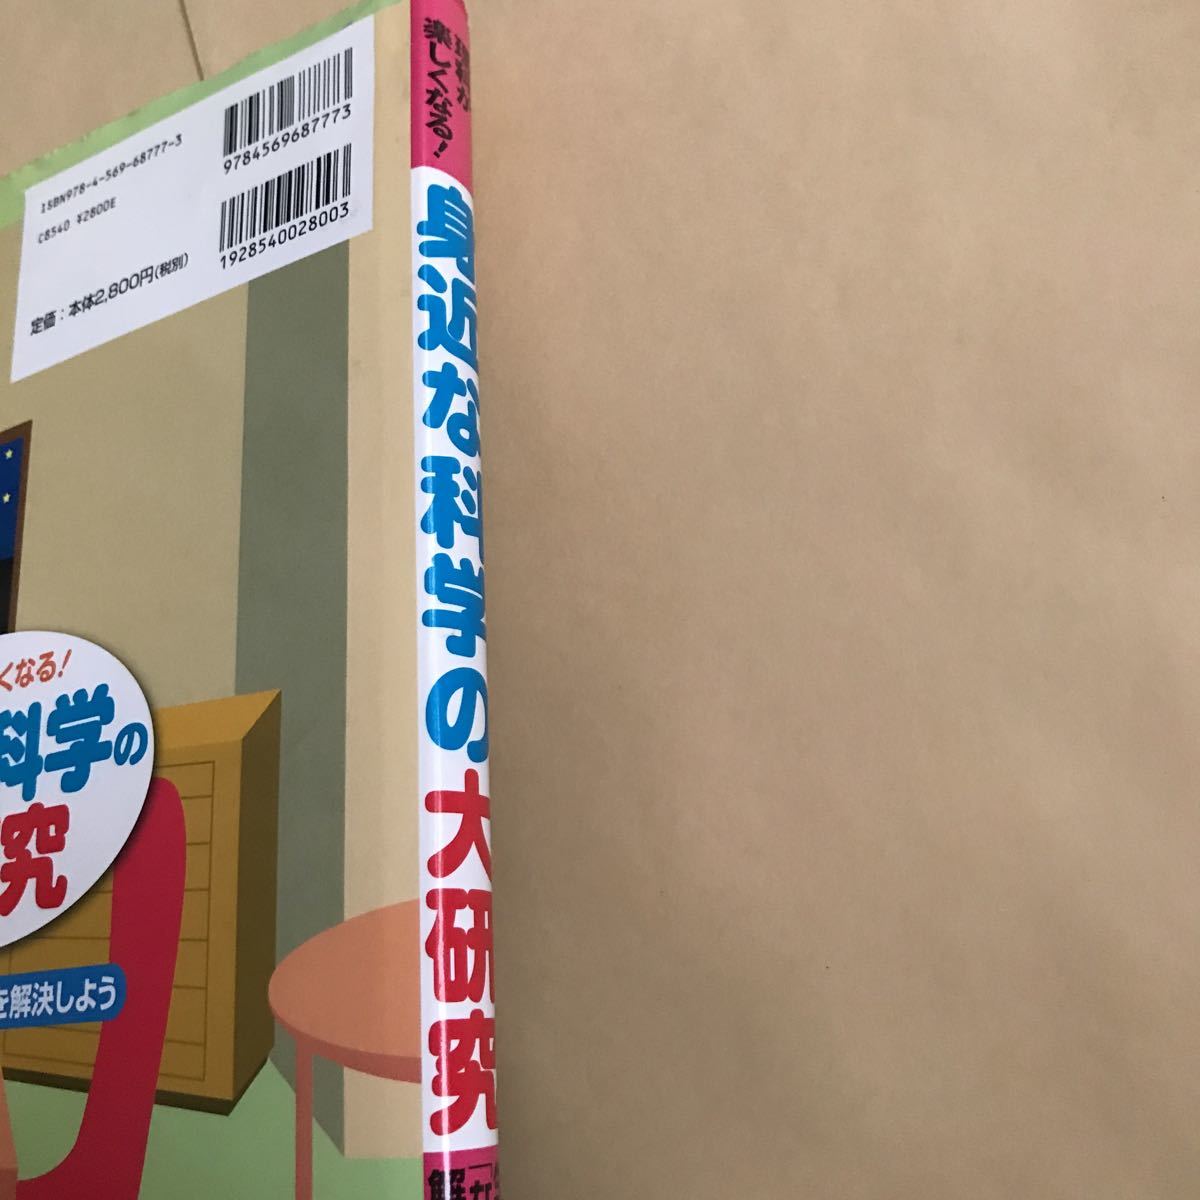 ISBN978-4-569-68777-3
C8540 ¥2800E
定価：本体2,800円(税別)
9784569687773
1928540028003
理科が
楽しくなる！
身近な科学の大研究
くなる！
科学の
究
を解決しよう
「な
解